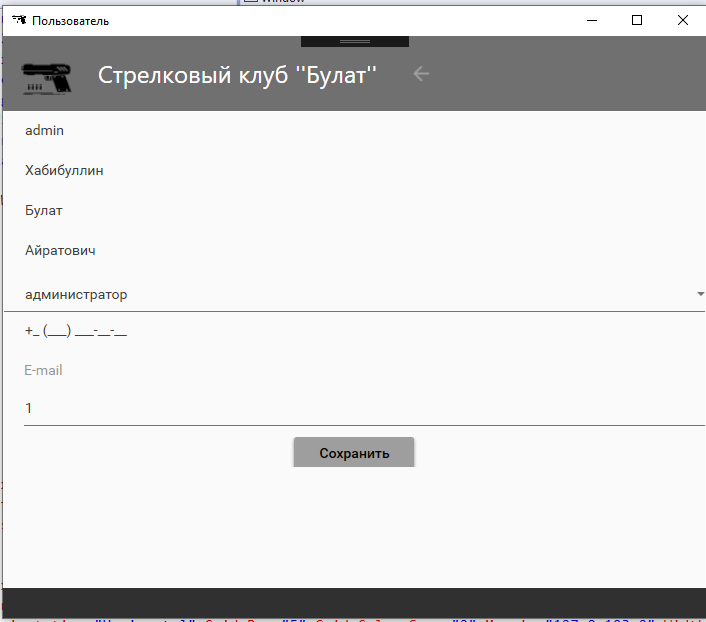 Пользователь
Стрелковый клуб "Булат"
admin
Хабибуллин
Булат
Айратович
администратор
+_ (___) ___-__-__
E-mail
1
Сохранить